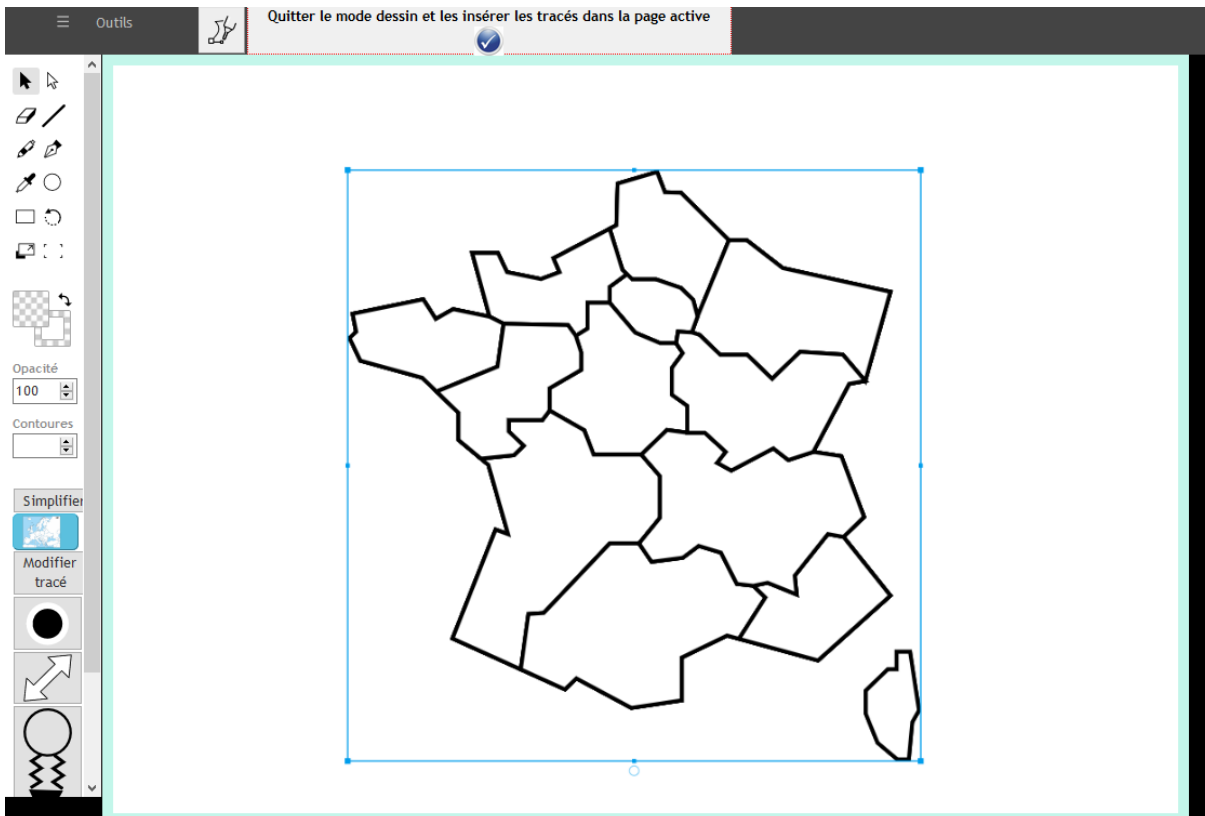 Outils
Quitter le mode dessin et les insérer les tracés dans la page active
Opacité
100
Contoures
Simplifier
Modifier
tracé